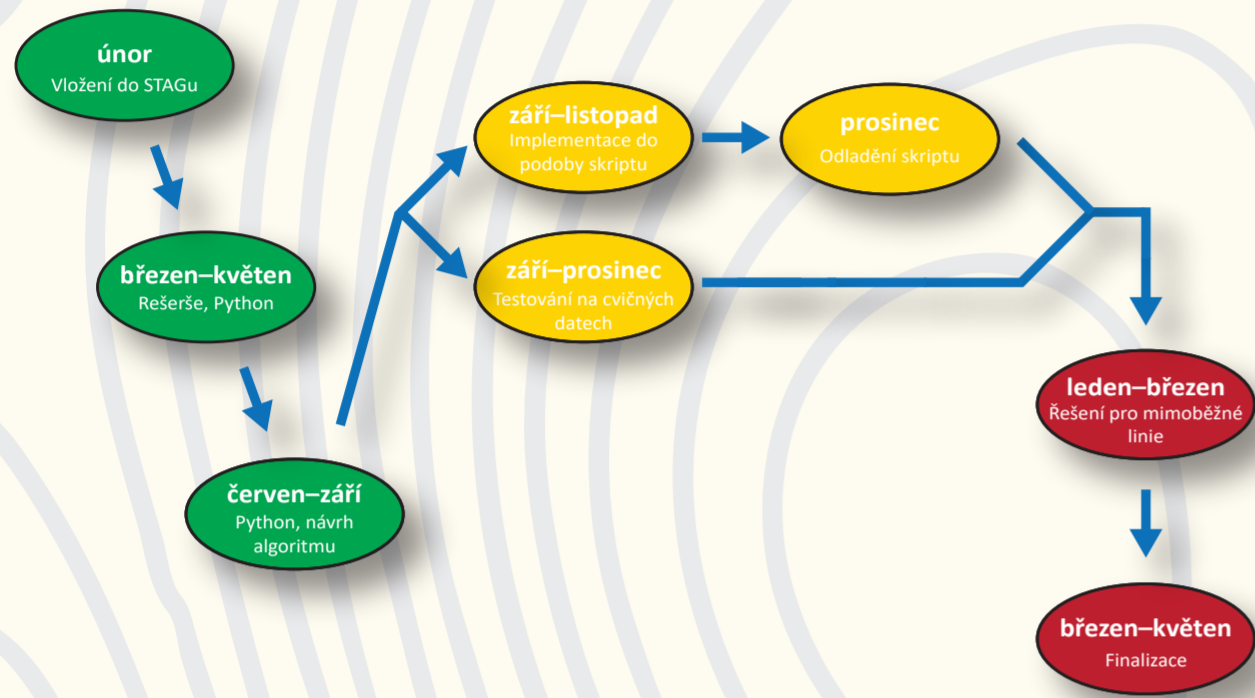 únor
Vložení do STAGu
březen–květen
Rešerše, Python
červen–září
Python, návrh
algoritmu
září–listopad
Implementace do
podoby skriptu
prosinec
Odladění skriptu
září–prosinec
Testování na cvičných
datech
leden–březen
Řešení pro mimoběžné
linie
březen–květen
Finalizace